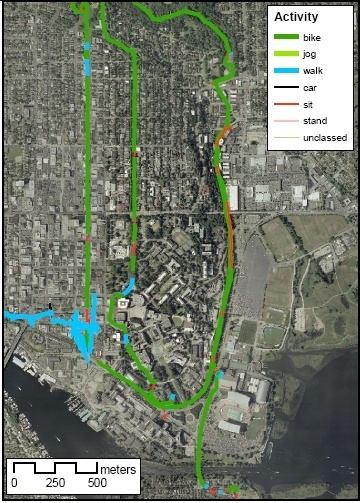 Activity
bike
jog
walk
car
sit
stand
unclassed
meters
0 250 500